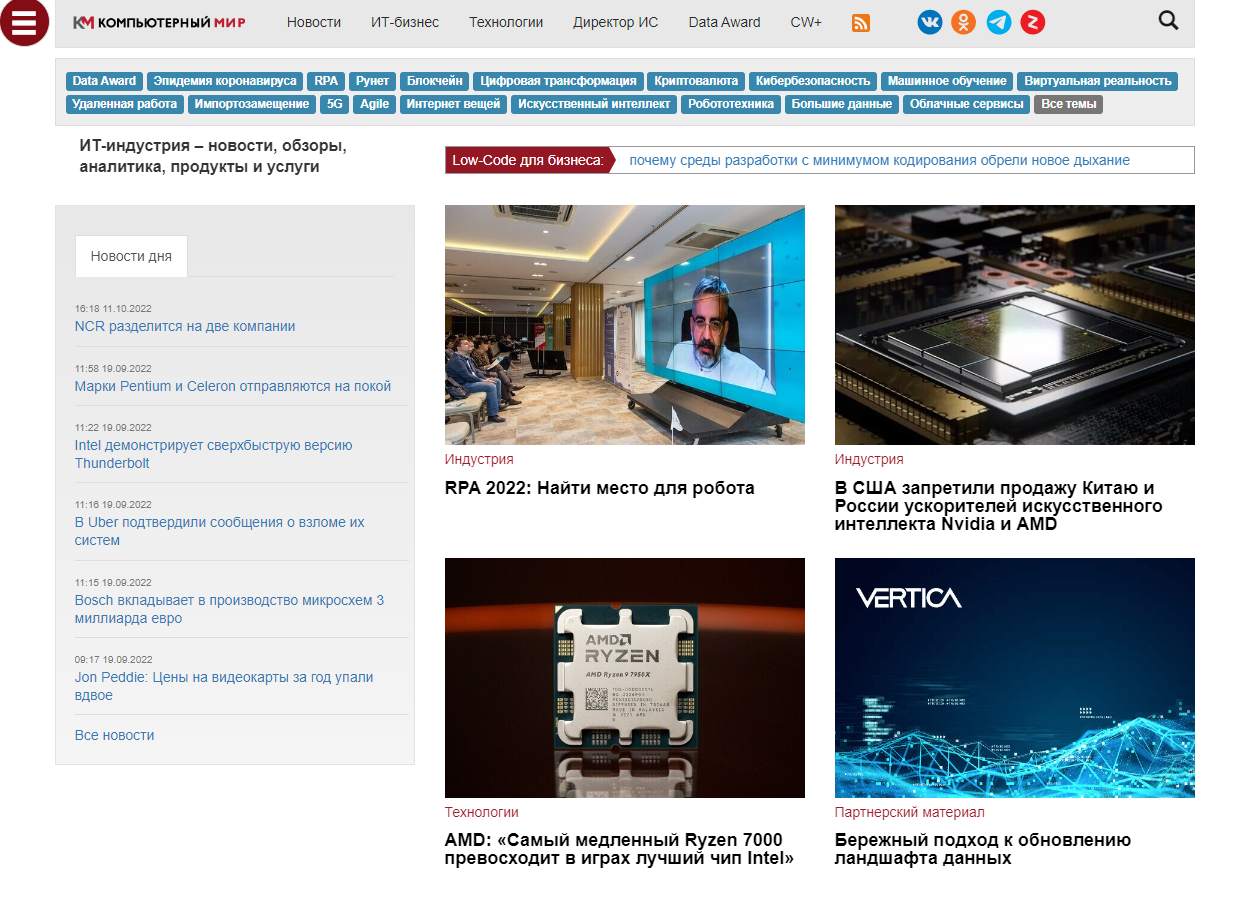 КМ КОМПЬЮТЕРНЫЙ МИР Новости ИТ-бизнес Технологии Директор ИС Data Award CW+
Data Award Эпидемия коронавируса RPA Рунет Блокчейн Цифровая трансформация Криптовалюта Кибербезопасность Машинное обучение Виртуальная реальность
Удаленная работа Импортозамещение 5G Agile Интернет вещей Искусственный интеллект Робототехника Большие данные Облачные сервисы Все темы
ИТ-индустрия – новости, обзоры,
аналитика, продукты и услуги
Low-Code для бизнеса: почему среды разработки с минимумом кодирования обрели новое дыхание
Новости дня
16:18 11.10.2022
NCR разделится на две компании
11:58 19.09.2022
Марки Pentium и Celeron отправляются на покой
11:22 19.09.2022
Intel демонстрирует сверхбыструю версию
Thunderbolt
11:16 19.09.2022
В Uber подтвердили сообщения о взломе их
систем
11:15 19.09.2022
Bosch вкладывает в производство микросхем 3
миллиарда евро
09:17 19.09.2022
Jon Peddie: Цены на видеокарты за год упали
вдвое
Все новости
Индустрия
RPA 2022: Найти место для робота
Индустрия
В США запретили продажу Китаю и
России ускорителей искусственного
интеллекта Nvidia и AMD
AMD
RYZEN
AMD Ryzen 9 7950X
Технологии
AMD: «Самый медленный Ryzen 7000
превосходит в играх лучший чип Intel»
VERTICA
Партнерский материал
Бережный подход к обновлению
ландшафта данных